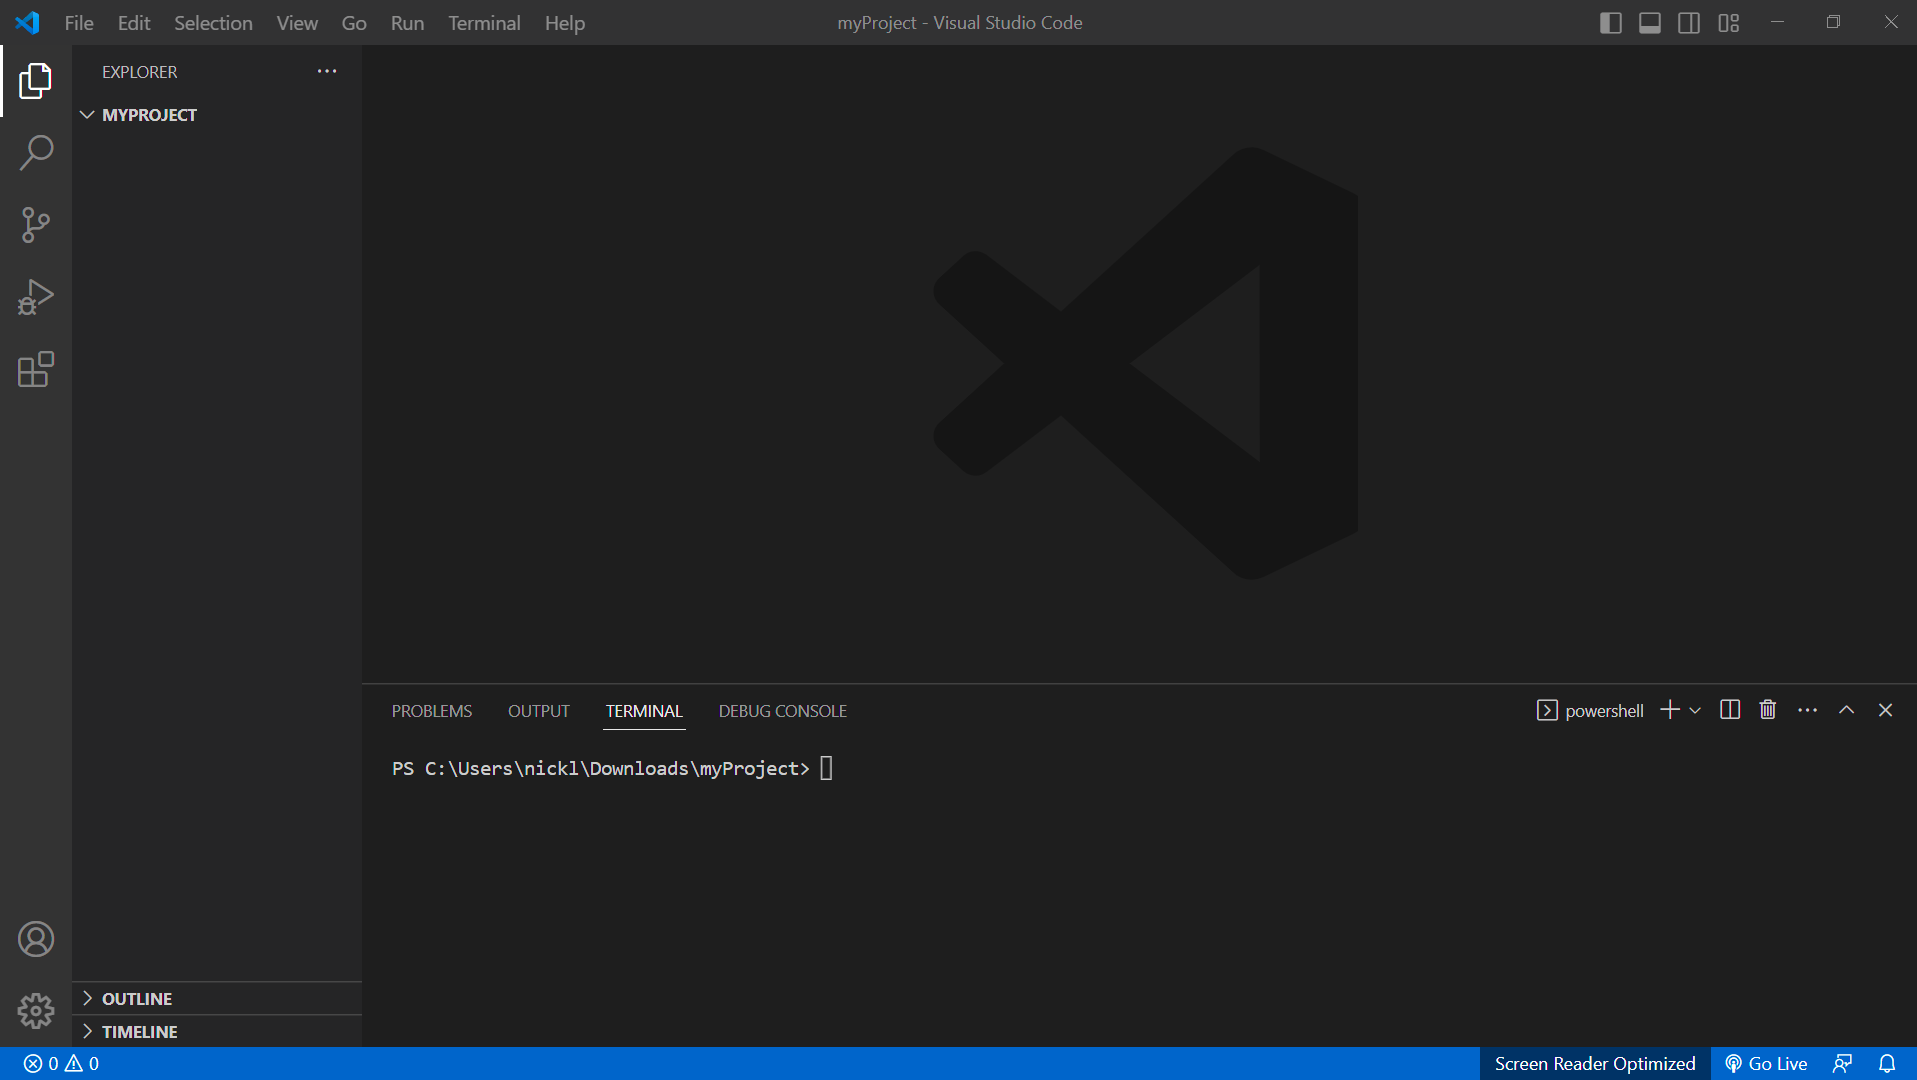 File Edit Selection View Go Run Terminal Help myProject - Visual Studio Code
EXPLORER
MYPROJECT
PROBLEMS OUTPUT TERMINAL DEBUG CONSOLE powershell
PS C:\Users\nickl\Downloads\myProject>
OUTLINE
TIMELINE
0 0 Screen Reader Optimized Go Live